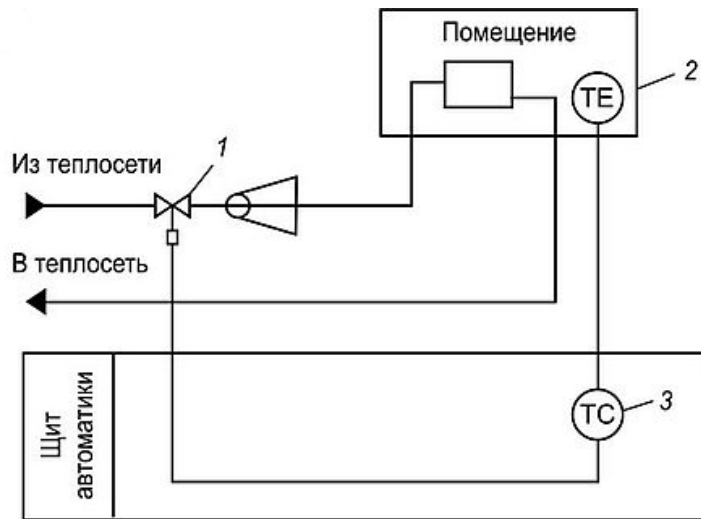 Помещение
2
TE
1
Из теплосети
В теплосеть
Щит
автоматики
TC
3